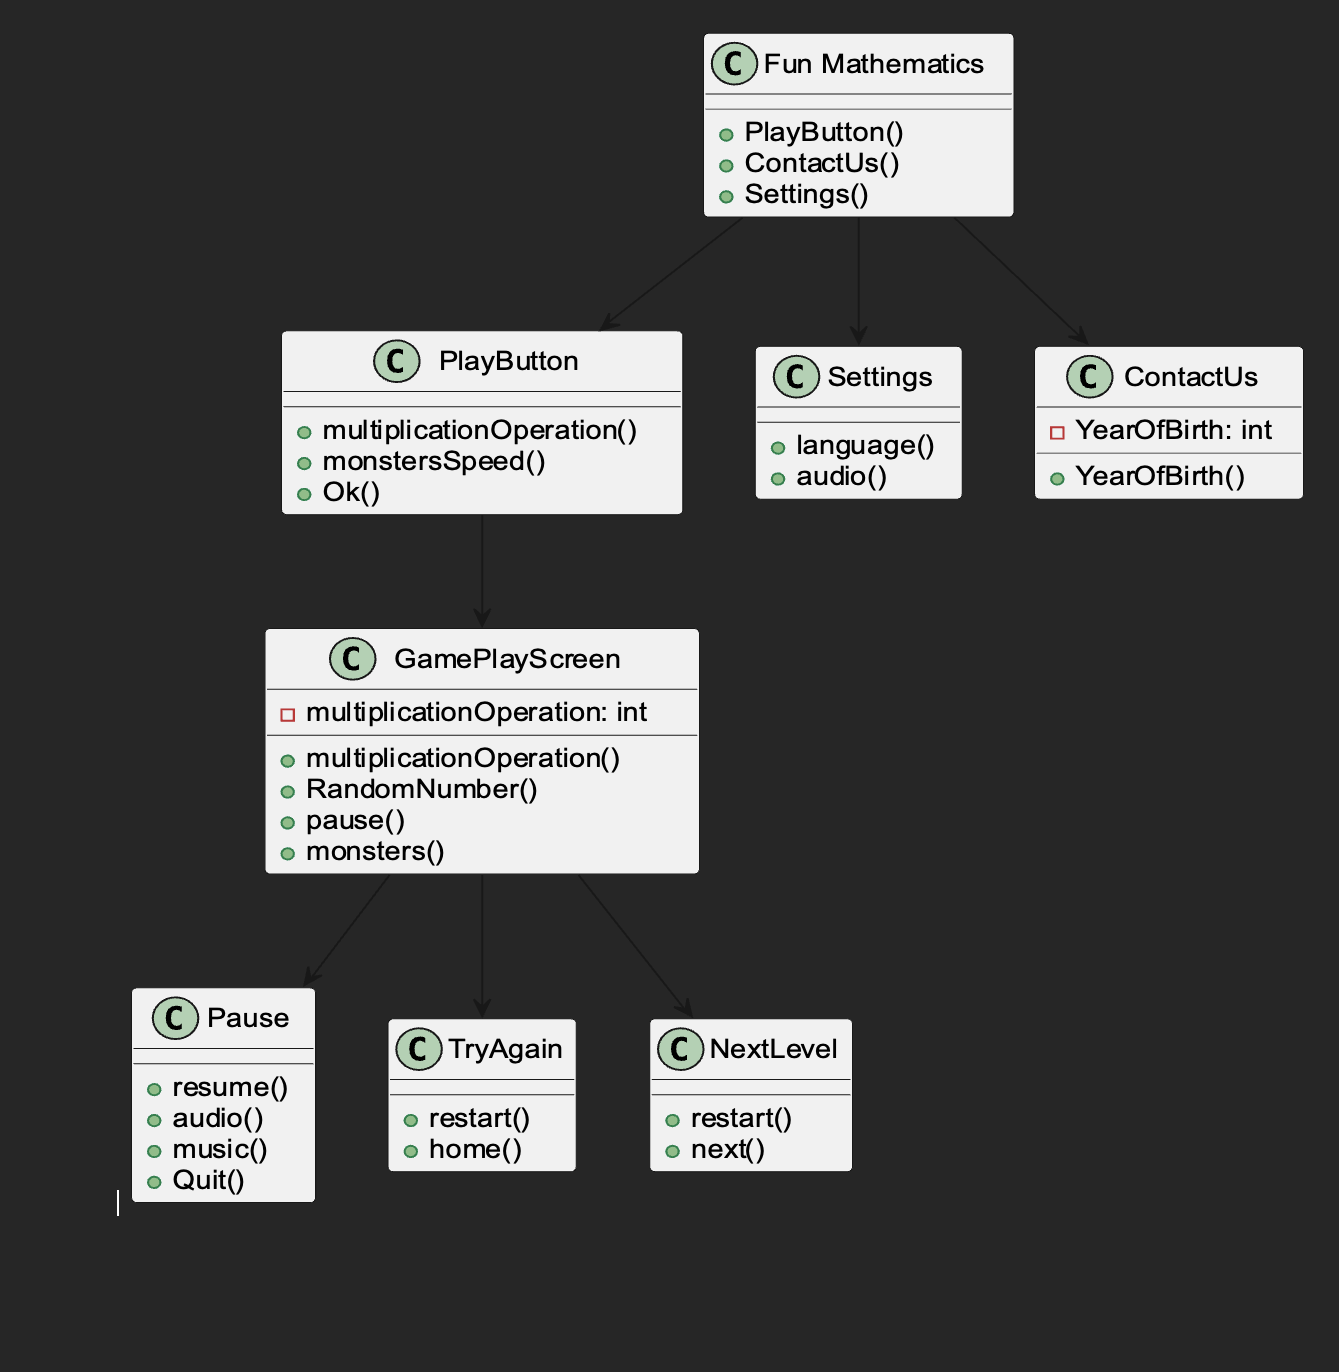 C Fun Mathematics
PlayButton()
ContactUs()
Settings()
C PlayButton
multiplicationOperation()
monstersSpeed()
Ok()
C Settings
language()
audio()
C ContactUs
YearOfBirth: int
YearOfBirth()
C GamePlayScreen
multiplicationOperation: int
multiplicationOperation()
RandomNumber()
pause()
monsters()
C Pause
resume()
audio()
music()
Quit()
C TryAgain
restart()
home()
C NextLevel
restart()
next()